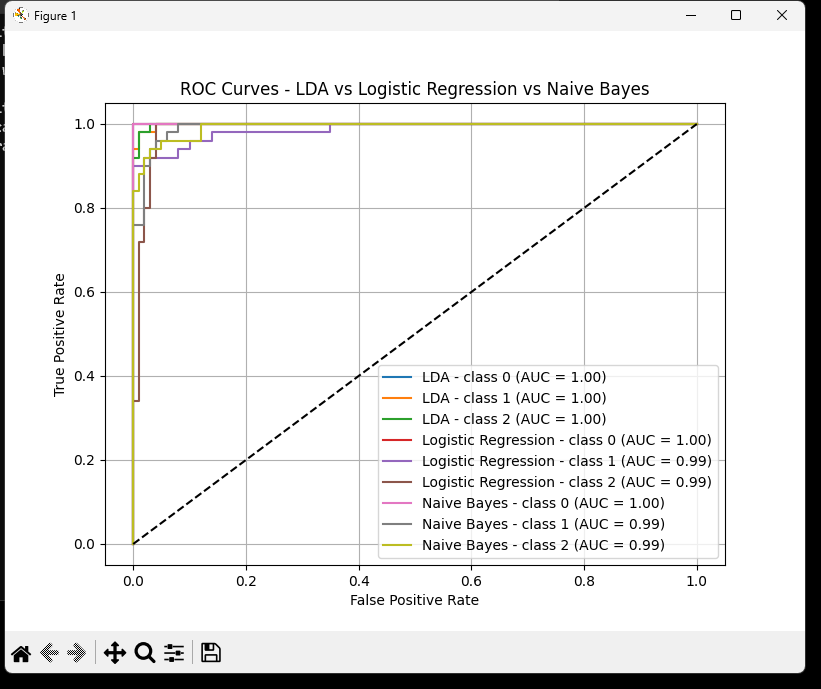 Figure 1
ROC Curves - LDA vs Logistic Regression vs Naive Bayes
1.0
0.8
0.6
0.4
0.2
0.0
True Positive Rate
LDA - class 0 (AUC = 1.00)
LDA - class 1 (AUC = 1.00)
LDA - class 2 (AUC = 1.00)
Logistic Regression - class 0 (AUC = 1.00)
Logistic Regression - class 1 (AUC = 0.99)
Logistic Regression - class 2 (AUC = 0.99)
Naive Bayes - class 0 (AUC = 1.00)
Naive Bayes - class 1 (AUC = 0.99)
Naive Bayes - class 2 (AUC = 0.99)
0.0 0.2 0.4 0.6 0.8 1.0
False Positive Rate